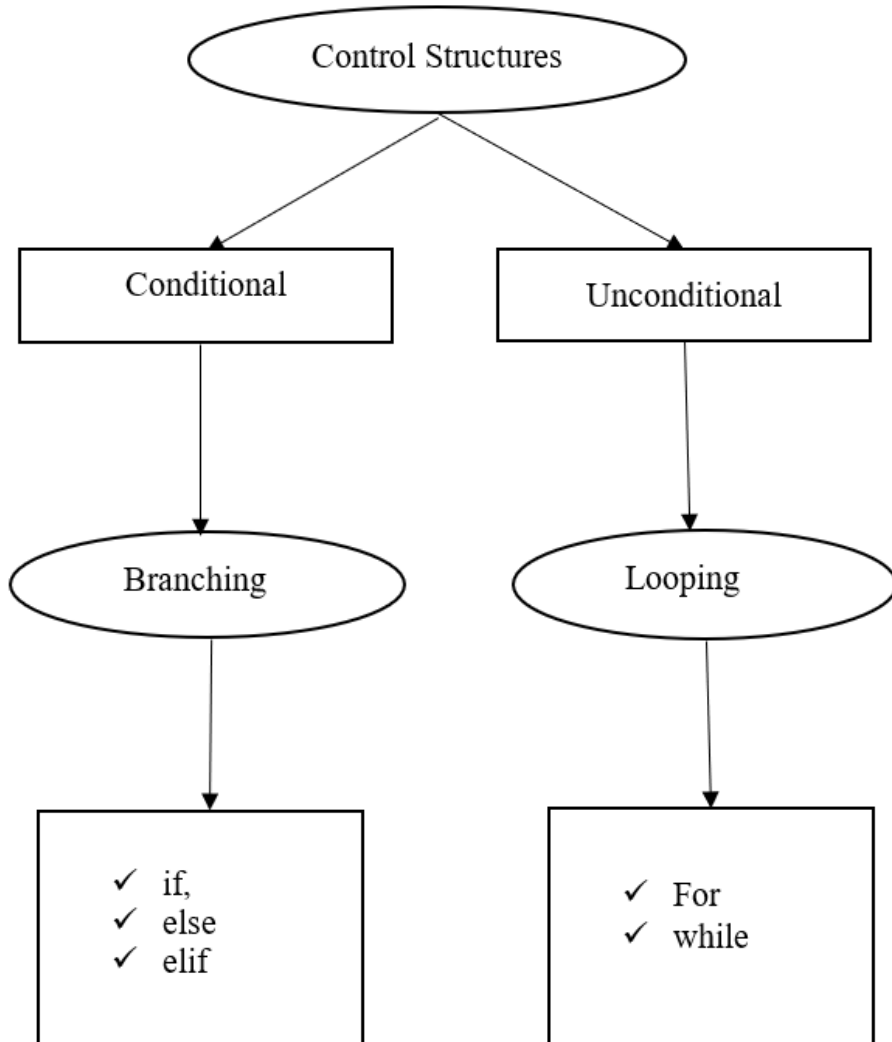 Control Structures
Conditional
Unconditional
Branching
Looping
✓ if,
✓ else
✓ elif
✓ For
✓ while